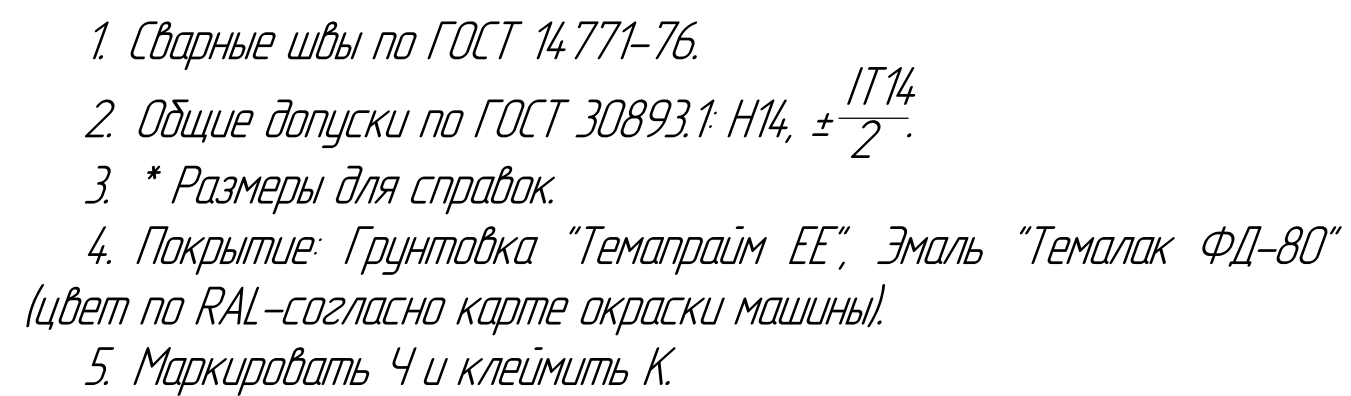 1. Сварные швы по ГОСТ 14771-76.
2. Общие допуски по ГОСТ 30893.1: H14, ± IT14/2.
3. * Размеры для справок.
4. Покрытие: Грунтовка "Темапрайм ЕЕ", Эмаль "Темалак ФД-80"
(цвет по RAL-согласно карте окраски машины).
5. Маркировать Ч и клеймить К.